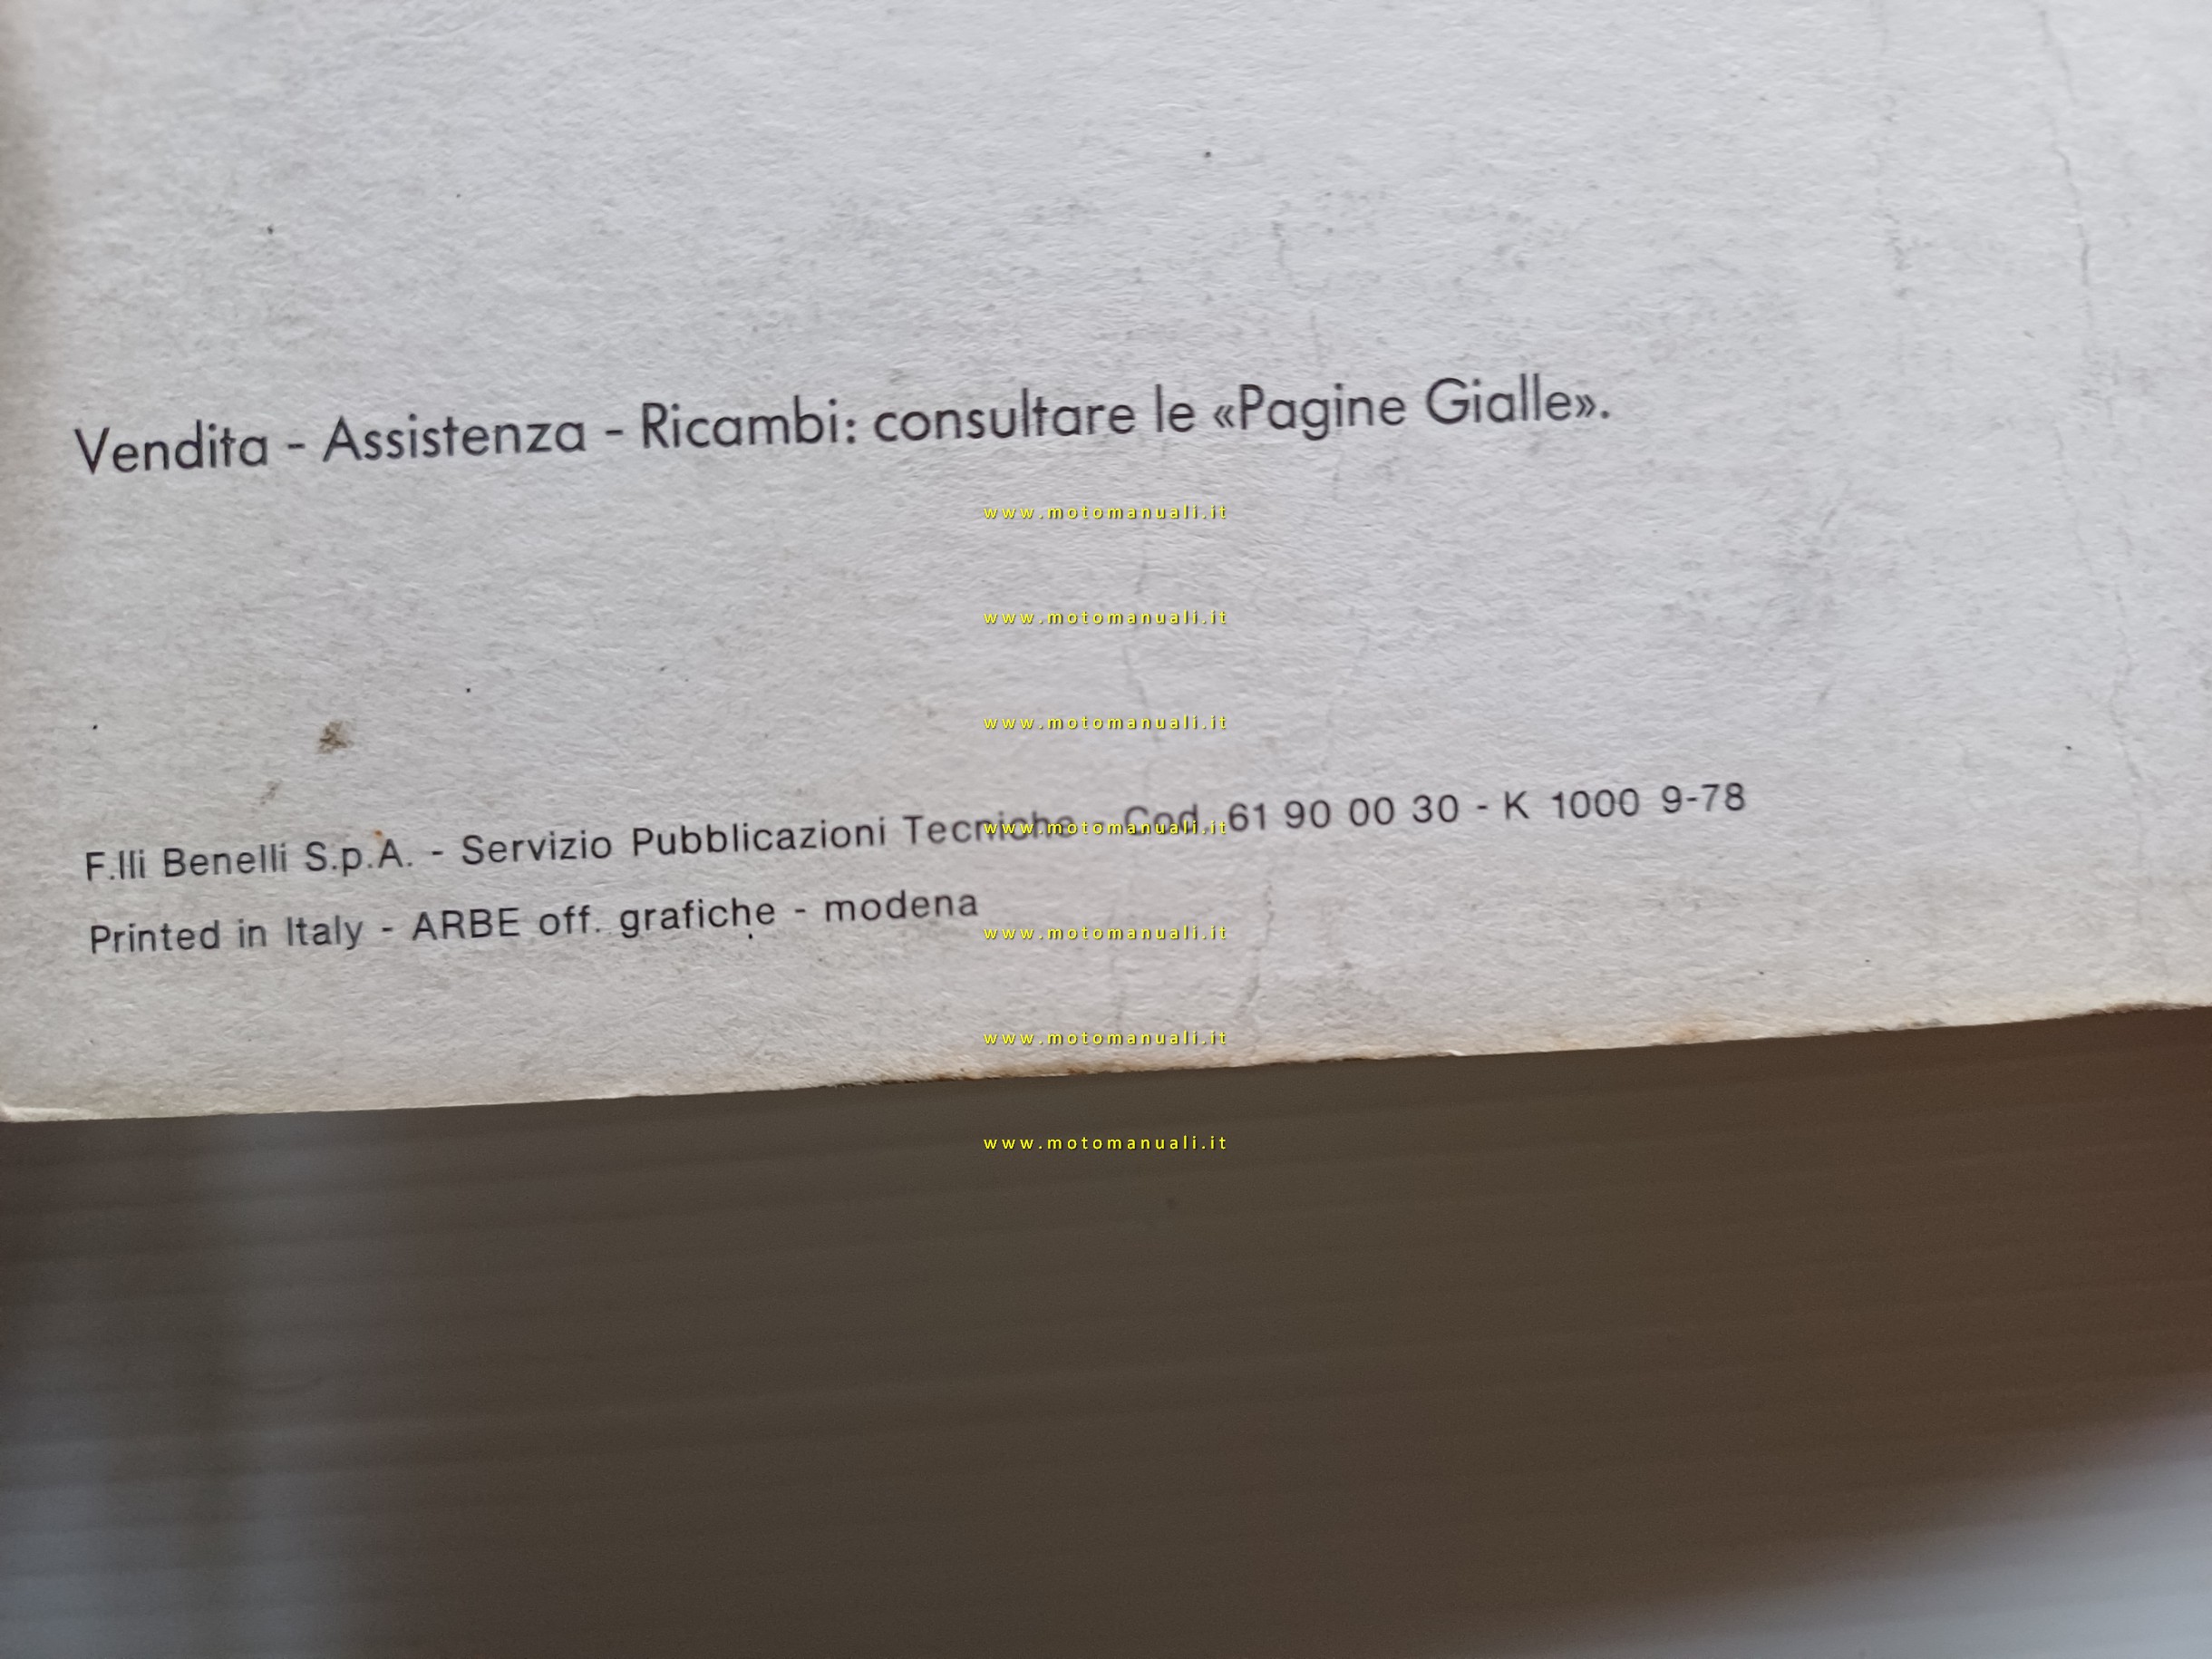 Vendita - Assistenza - Ricambi: consultare le «Pagine Gialle».
www.motomanuali.it
www.motomanuali.it
www.motomanuali.it
F.lli Benelli S.p.A. - Servizio Pubblicazioni Tecniche - Cod. 61 90 00 30 - K 1000 9-78
www.motomanuali.it
Printed in Italy - ARBE off. grafiche - modena
www.motomanuali.it
www.motomanuali.it
www.motomanuali.it